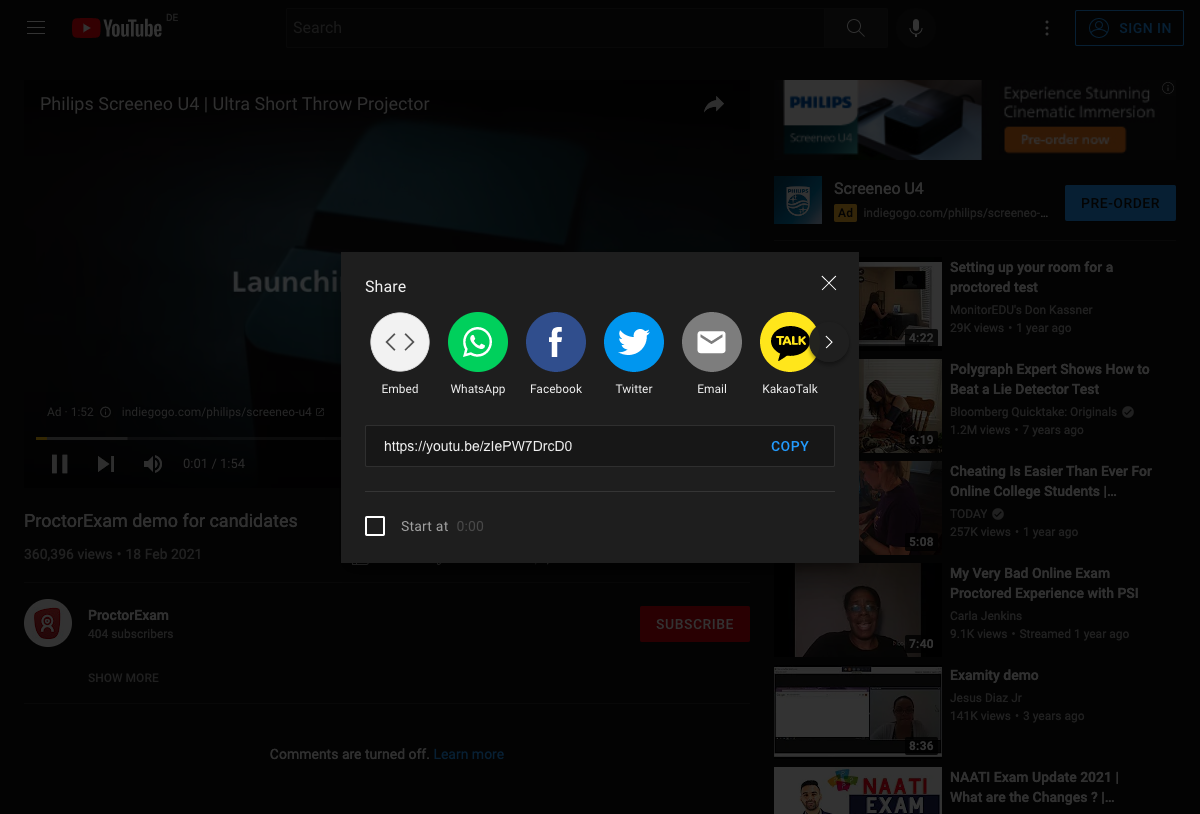 YouTube DE
Search
SIGN IN
Philips Screeneo U4 | Ultra Short Throw Projector
Launchi
Ad · 1:52
indiegogo.com/philips/screeneo-u4
0:01 / 1:54
ProctorExam demo for candidates
360,396 views • 18 Feb 2021
ProctorExam
404 subscribers
SUBSCRIBE
SHOW MORE
Comments are turned off. Learn more
Share
Embed
WhatsApp
Facebook
Twitter
Email
TALK
KakaoTalk
https://youtu.be/zIePW7DrcD0
COPY
Start at 0:00
PHILIPS
Screeneo U4
Experience Stunning
Cinematic Immersion
Pre-order now
PHILIPS
Screeneo U4
Ad indiegogo.com/philips/screeneo-...
PRE-ORDER
4:22
Setting up your room for a
proctored test
MonitorEDU's Don Kassner
29K views • 1 year ago
6:19
Polygraph Expert Shows How to
Beat a Lie Detector Test
Bloomberg Quicktake: Originals
1.2M views • 7 years ago
5:08
Cheating Is Easier Than Ever For
Online College Students |...
TODAY
257K views • 1 year ago
7:40
My Very Bad Online Exam
Proctored Experience with PSI
Carla Jenkins
9.1K views • Streamed 1 year ago
8:36
Examity demo
Jesus Diaz Jr
141K views • 3 years ago
NAATI
EXAM
NAATI Exam Update 2021 |
What are the Changes ? |...